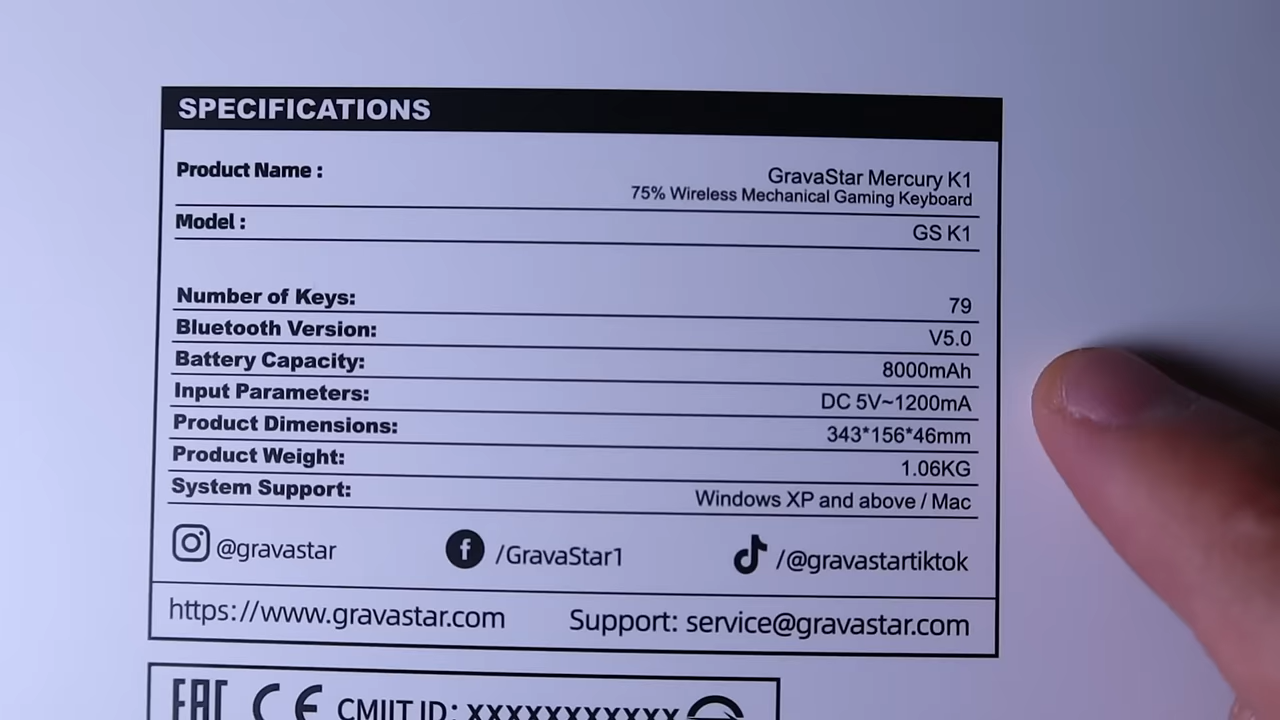 SPECIFICATIONS
Product Name : GravaStar Mercury K1
75% Wireless Mechanical Gaming Keyboard
Model : GS K1
Number of Keys: 79
Bluetooth Version: V5.0
Battery Capacity: 8000mAh
Input Parameters: DC 5V~1200mA
Product Dimensions: 343*156*46mm
Product Weight: 1.06KG
System Support: Windows XP and above / Mac
@gravastar /GravaStar1 /@gravastartiktok
https://www.gravastar.com Support: service@gravastar.com
EAC CE CMIIT ID: XXXXXXXXXXX